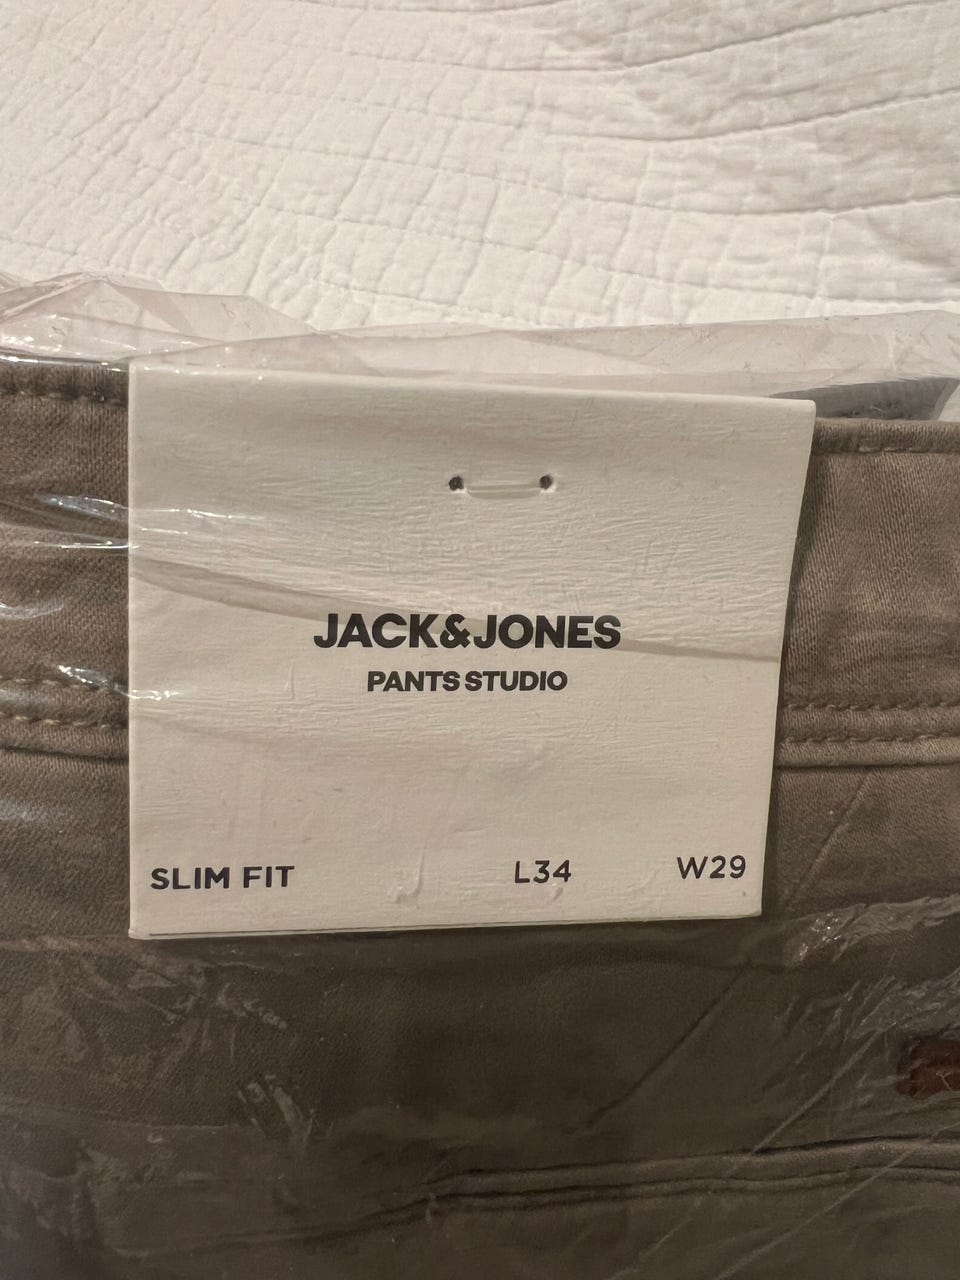 JACK&JONES
PANTS STUDIO
SLIM FIT L34 W29